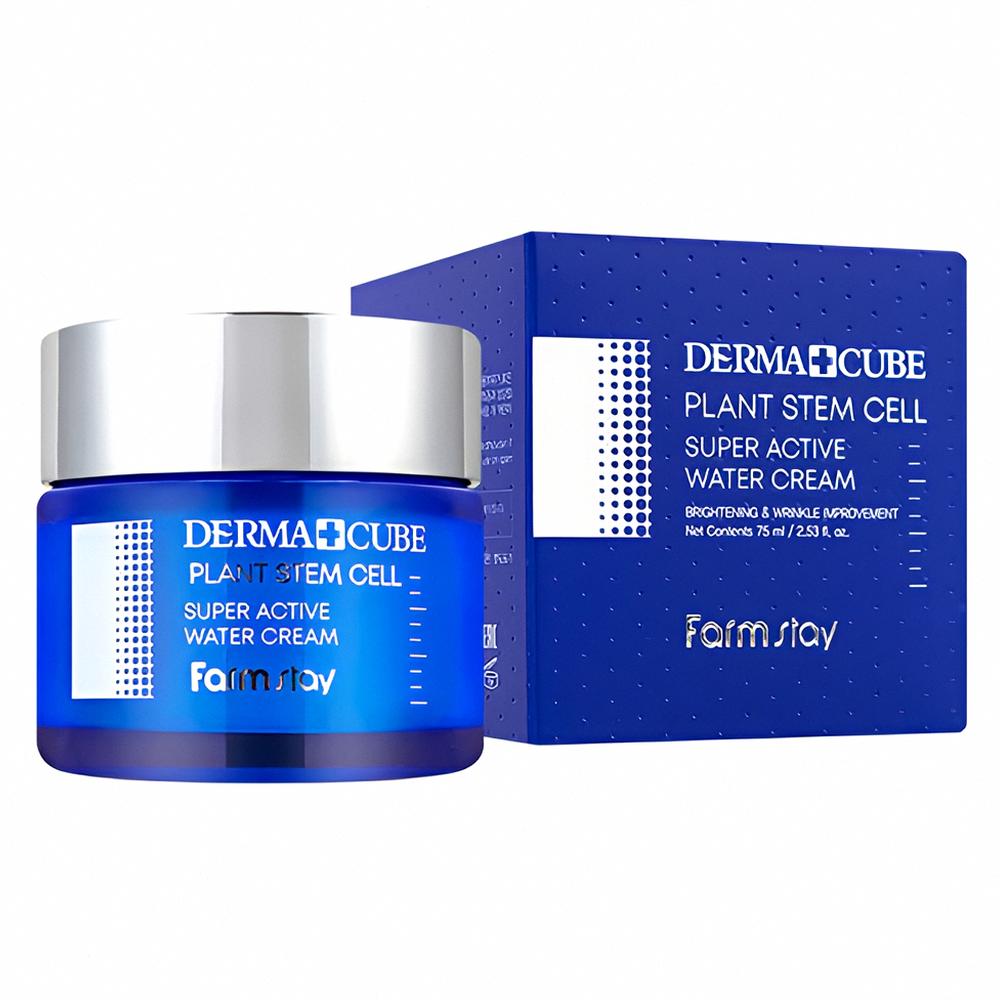 DERMA+CUBE
PLANT STEM CELL
SUPER ACTIVE
WATER CREAM
Farm stay
DERMA+CUBE
PLANT STEM CELL
SUPER ACTIVE
WATER CREAM
BRIGHTENING & WRINKLE IMPROVEMENT
Net Contents 75 ml / 2.53 fl. oz.
Farm stay